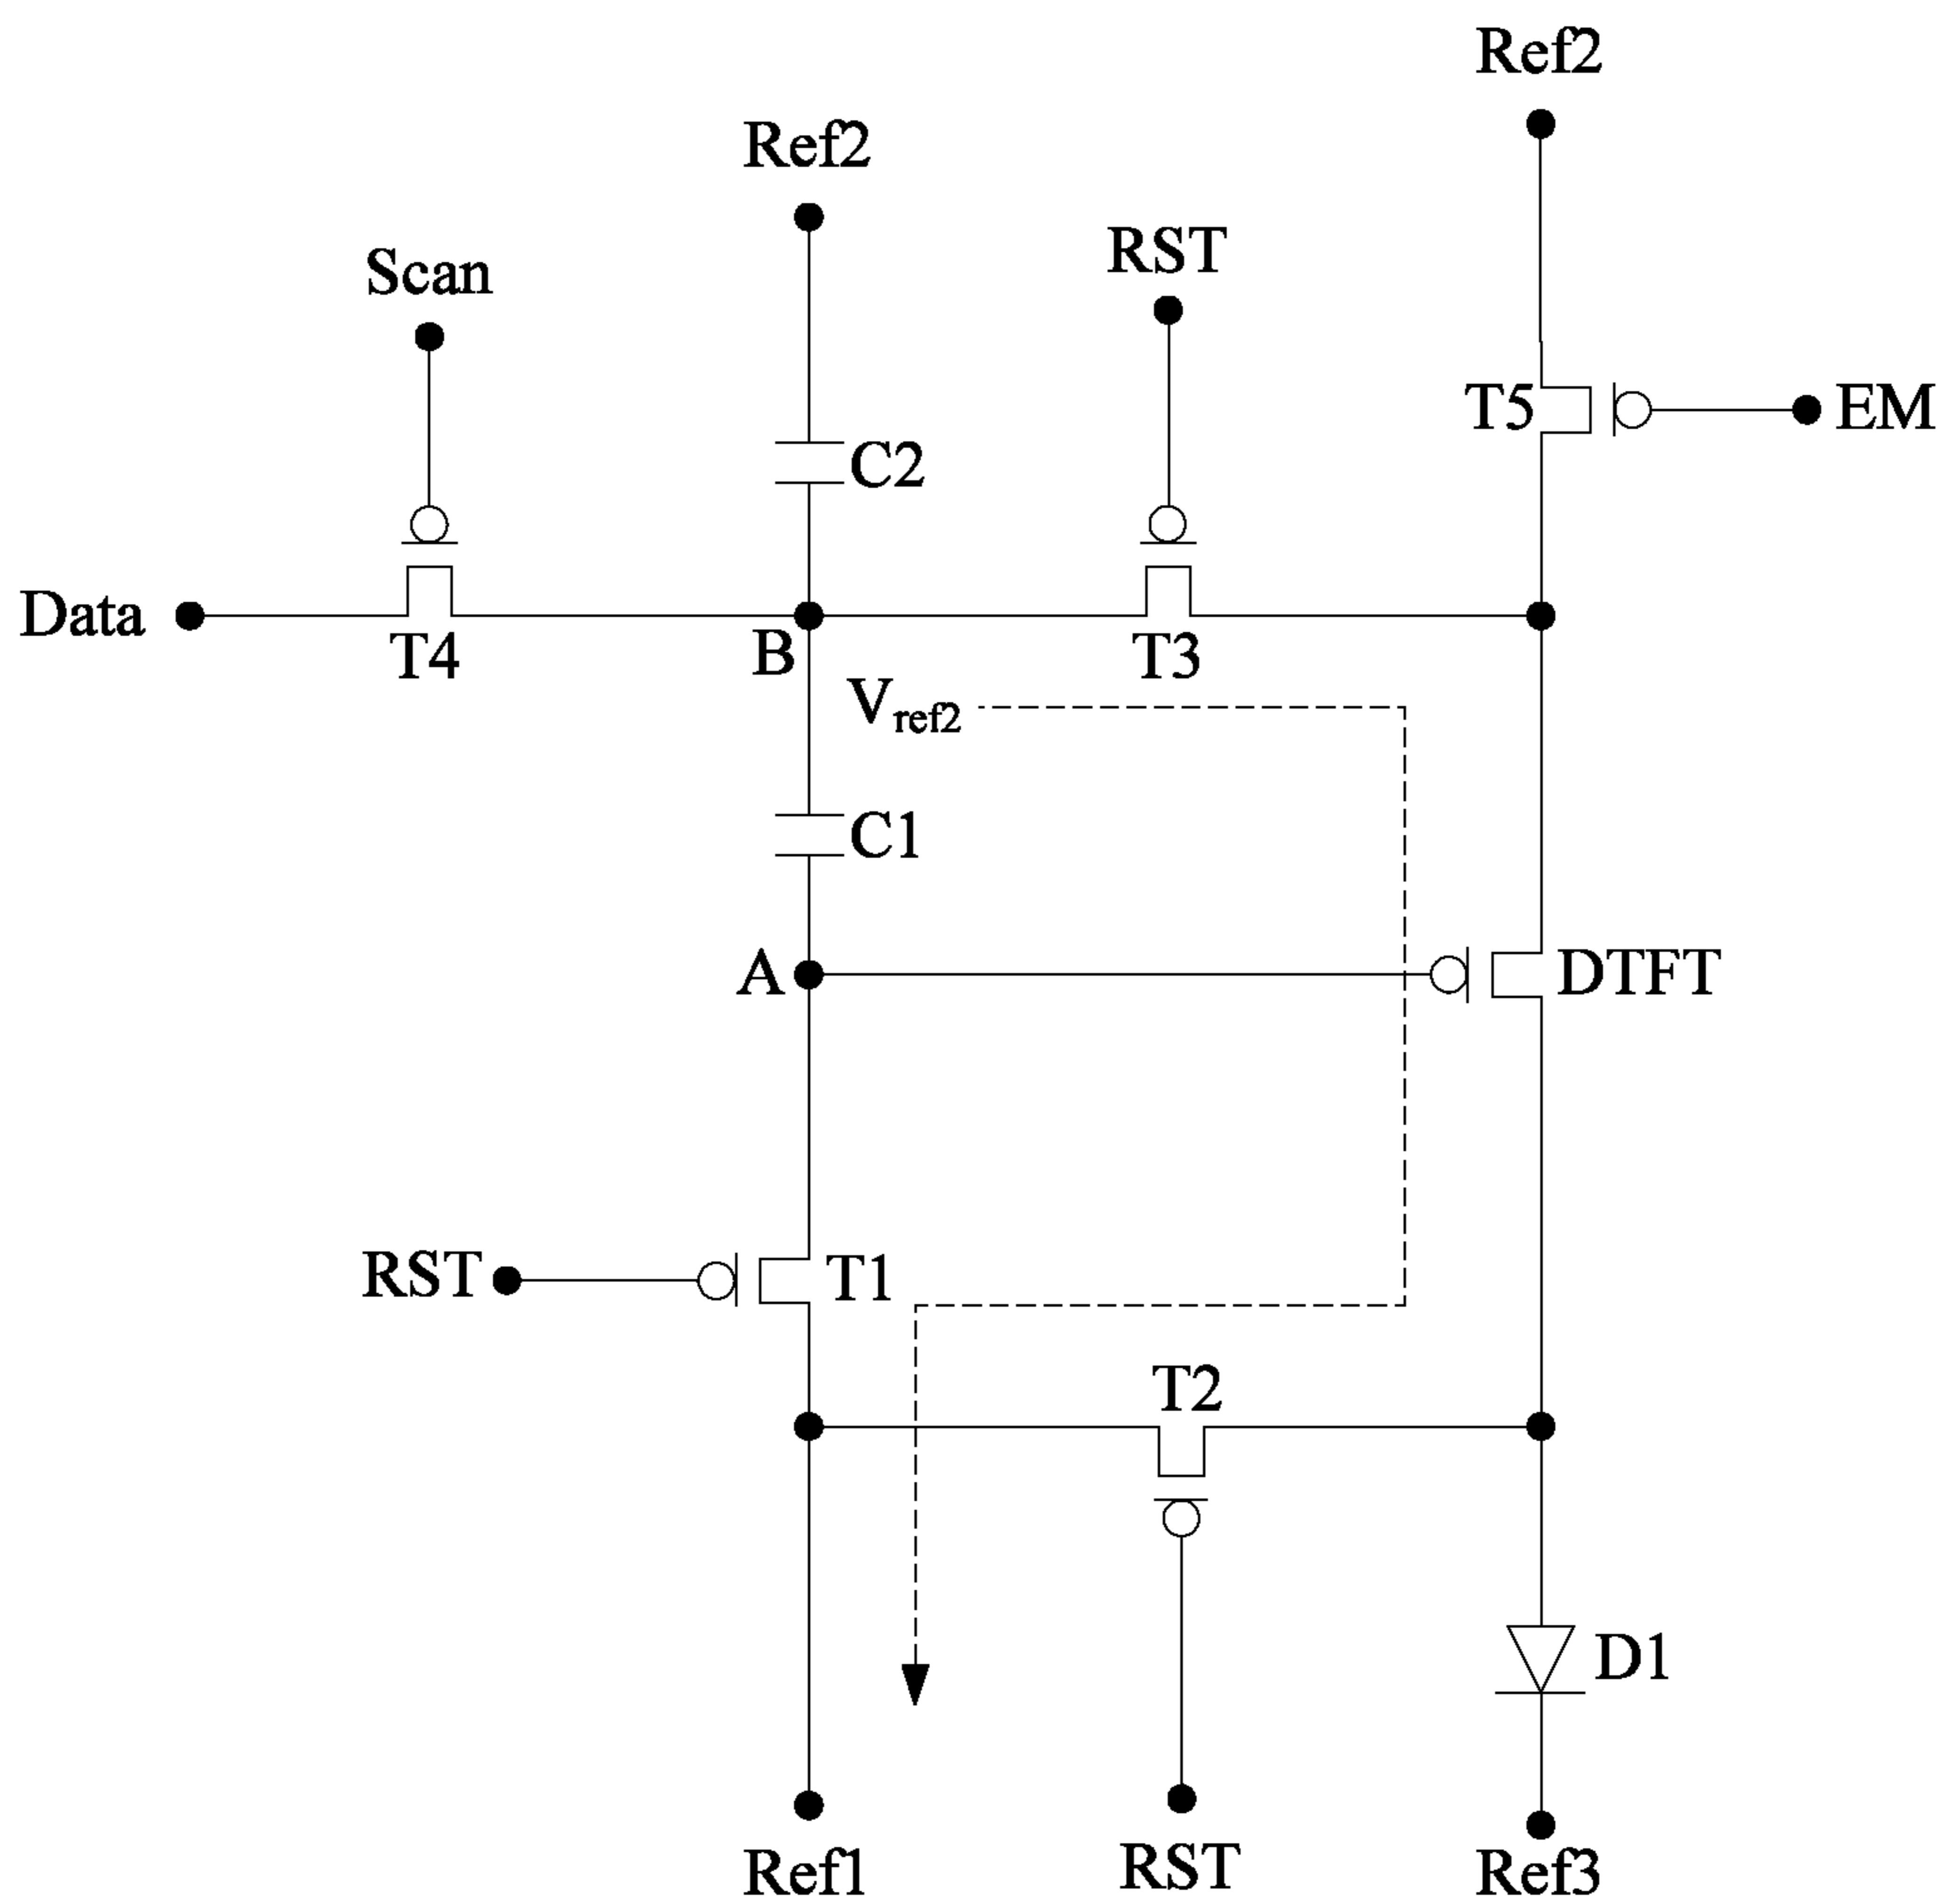 Ref2
Ref2
RST
Scan
T5
EM
C2
Data
T4
B
T3
Vref2
C1
A
DTFT
RST
T1
T2
D1
Ref1
RST
Ref3